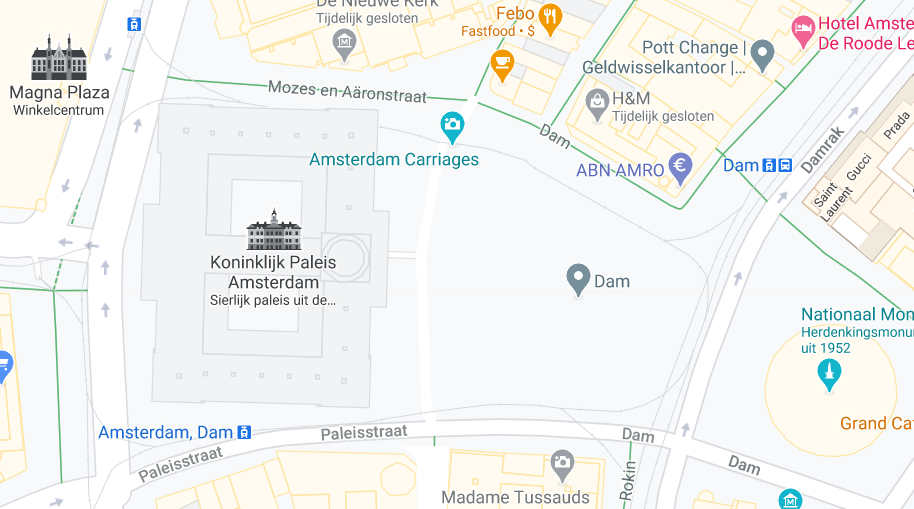 De Nieuwe Kerk
Tijdelijk gesloten
Febo
Fastfood • $
Hotel Amste
De Roode Le
Pott Change |
Geldwisselkantoor |...
Magna Plaza
Winkelcentrum
Mozes en Aäronstraat
H&M
Tijdelijk gesloten
Dam
Prada
Gucci
Saint
Laurent
Damrak
Amsterdam Carriages
ABN AMRO
Dam
Koninklijk Paleis
Amsterdam
Sierlijk paleis uit de...
Dam
Nationaal Mon
Herdenkingsmonu
uit 1952
Grand Ca
Amsterdam, Dam
Paleisstraat
Paleisstraat
Dam
Dam
Rokin
Madame Tussauds